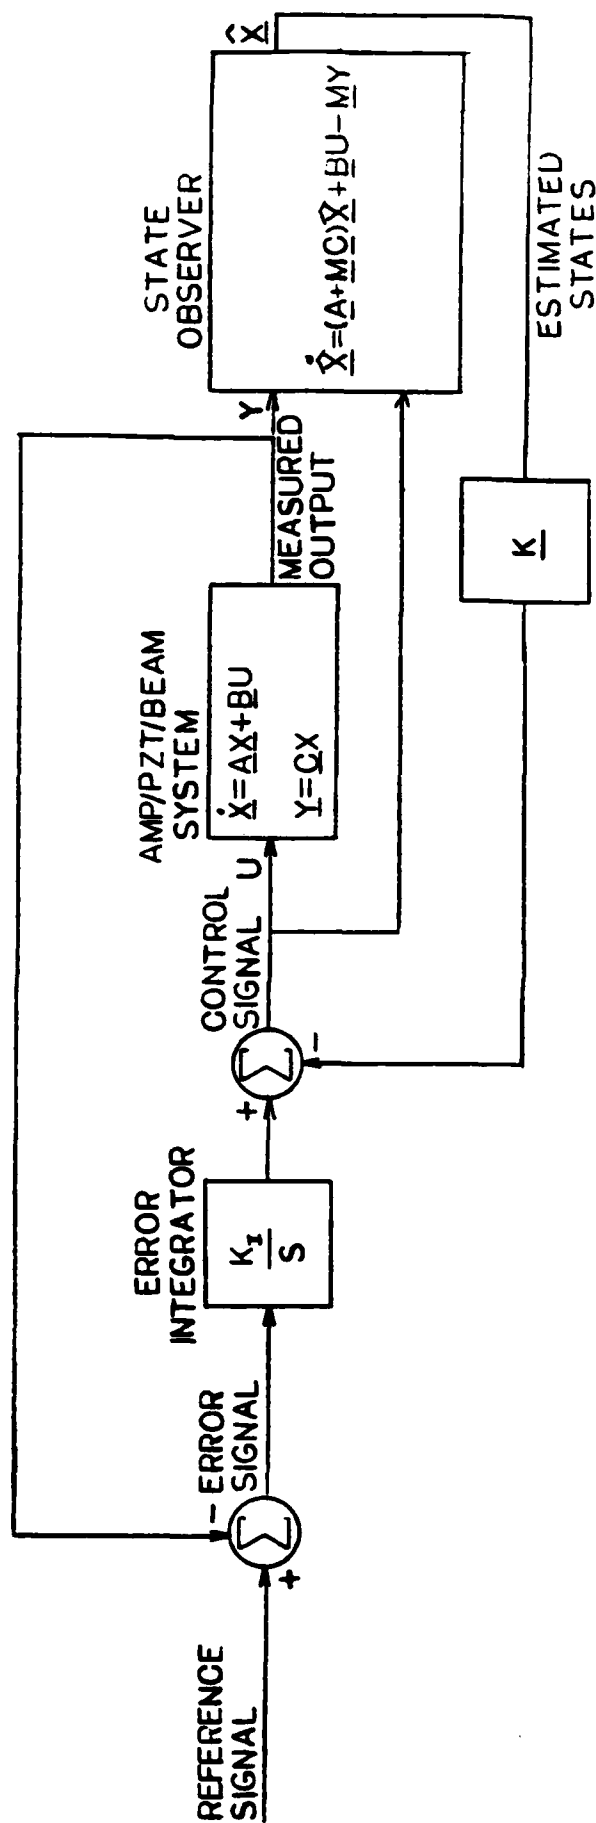 REFERENCE
SIGNAL
+
-
Σ
ERROR
SIGNAL
ERROR
INTEGRATOR
K_I
S
+
-
Σ
CONTROL
SIGNAL
U
AMP/PZT/BEAM
SYSTEM
Ẋ=AX+BU
Y=CX
MEASURED
OUTPUT
Y
STATE
OBSERVER
X̂̇=(A+MC)X̂+BU-MY
X̂
K
ESTIMATED
STATES